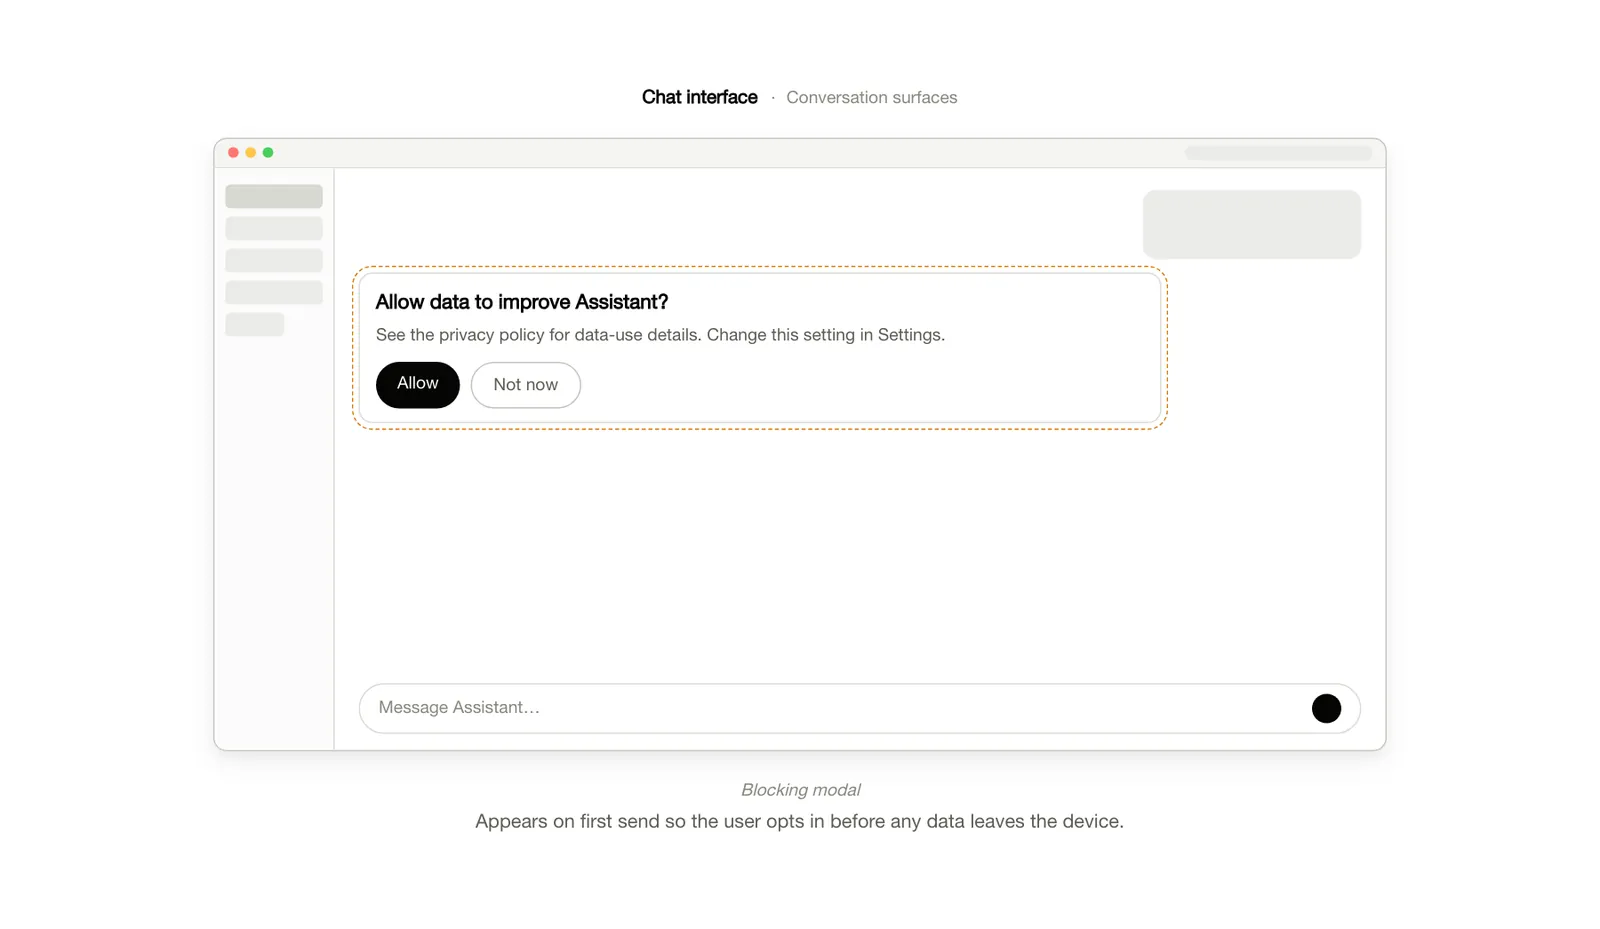 Chat interface · Conversation surfaces
Allow data to improve Assistant?
See the privacy policy for data-use details. Change this setting in Settings.
Allow Not now
Message Assistant…
Blocking modal
Appears on first send so the user opts in before any data leaves the device.